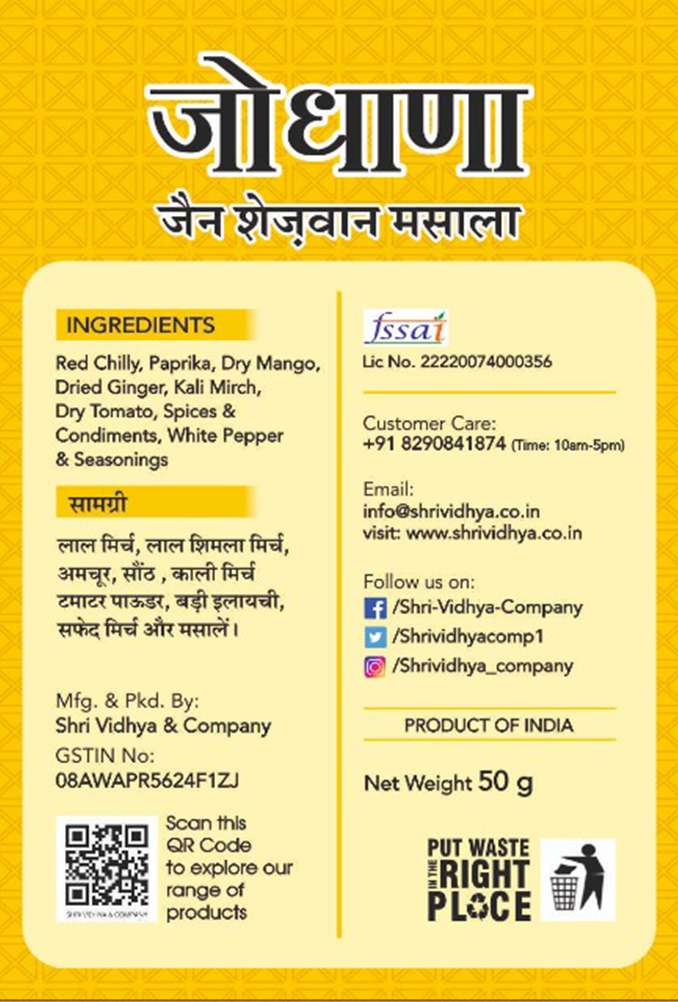 जोधाणा
जैन शेज़वान मसाला
INGREDIENTS
Red Chilly, Paprika, Dry Mango,
Dried Ginger, Kali Mirch,
Dry Tomato, Spices &
Condiments, White Pepper
& Seasonings
सामग्री
लाल मिर्च, लाल शिमला मिर्च,
अमचूर, सौंठ , काली मिर्च
टमाटर पाऊडर, बड़ी इलायची,
सफेद मिर्च और मसालें।
Mfg. & Pkd. By:
Shri Vidhya & Company
GSTIN No:
08AWAPR5624F1ZJ
SHRI VIDHYA & COMPANY
Scan this
QR Code
to explore our
range of
products
fssai
Lic No. 22220074000356
Customer Care:
+91 8290841874 (Time: 10am-5pm)
Email:
info@shrividhya.co.in
visit: www.shrividhya.co.in
Follow us on:
/Shri-Vidhya-Company
/Shrividhyacomp1
/Shrividhya_company
PRODUCT OF INDIA
Net Weight 50 g
PUT WASTE
IN THE RIGHT
PLACE